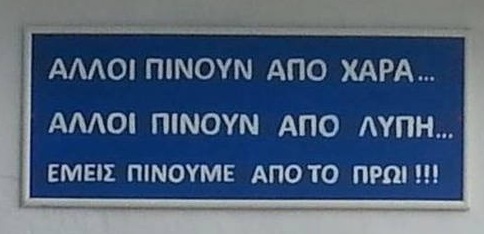 ΑΛΛΟΙ ΠΙΝΟΥΝ ΑΠΟ ΧΑΡΑ...
ΑΛΛΟΙ ΠΙΝΟΥΝ ΑΠΟ ΛΥΠΗ...
ΕΜΕΙΣ ΠΙΝΟΥΜΕ ΑΠΟ ΤΟ ΠΡΩΙ !!!